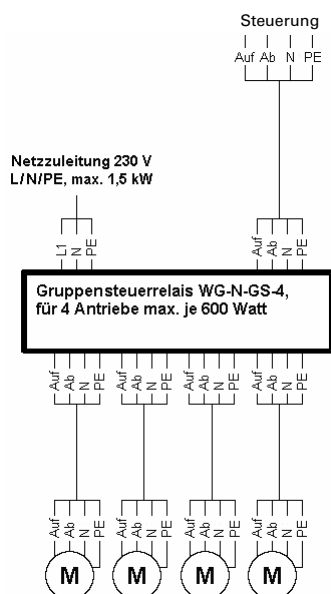 Steuerung
Auf Ab N PE
Netzzuleitung 230 V
L/N/PE, max. 1,5 kW
L1 N PE
Auf Ab N PE
Gruppensteuerrelais WG-N-GS-4,
für 4 Antriebe max. je 600 Watt
Auf Ab N PE Auf Ab N PE Auf Ab N PE Auf Ab N PE
Auf Ab N PE Auf Ab N PE Auf Ab N PE Auf Ab N PE
M M M M